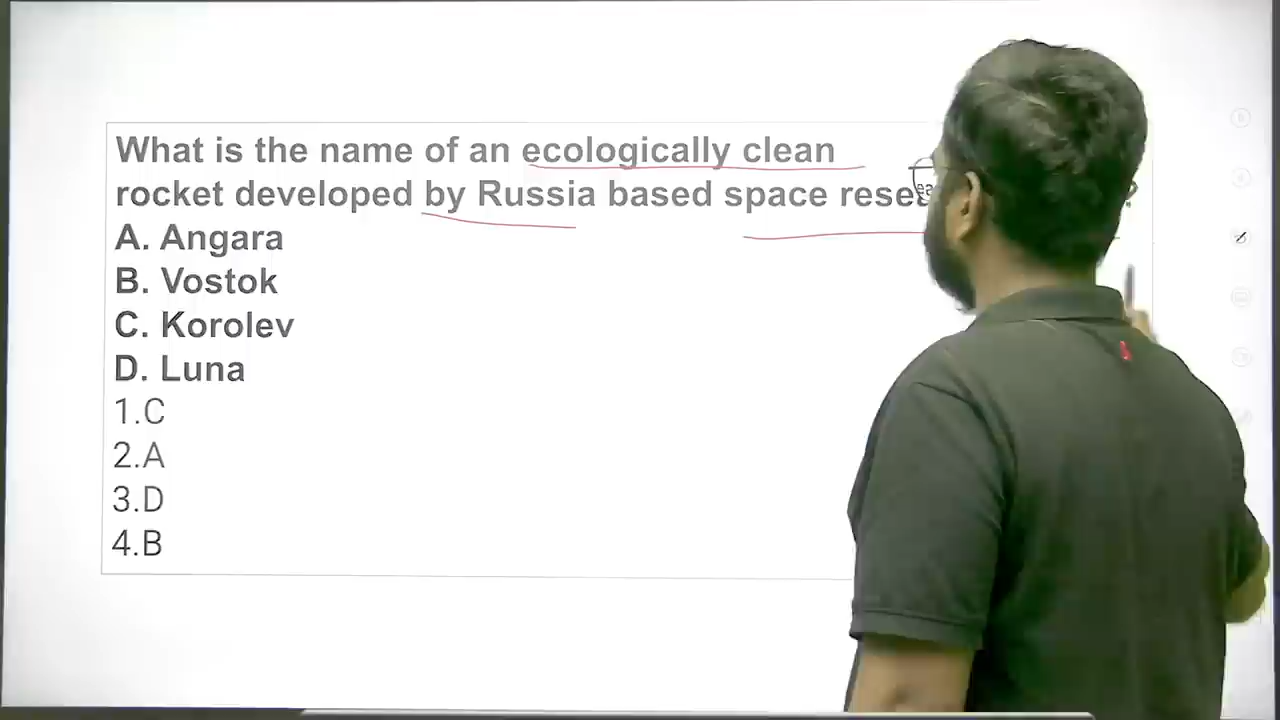 What is the name of an ecologically clean
rocket developed by Russia based space
A. Angara
B. Vostok
C. Korolev
D. Luna
1.C
2.A
3.D
4.B